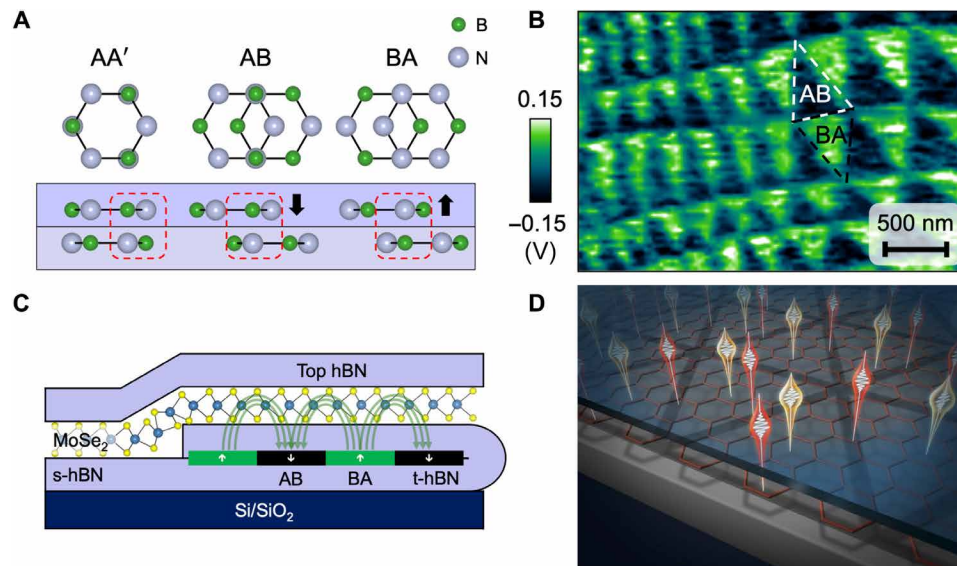 A
B
N
AA′
AB
BA
B
0.15
−0.15
(V)
AB
BA
500 nm
C
Top hBN
MoSe₂
s-hBN
AB
BA
t-hBN
Si/SiO₂
D